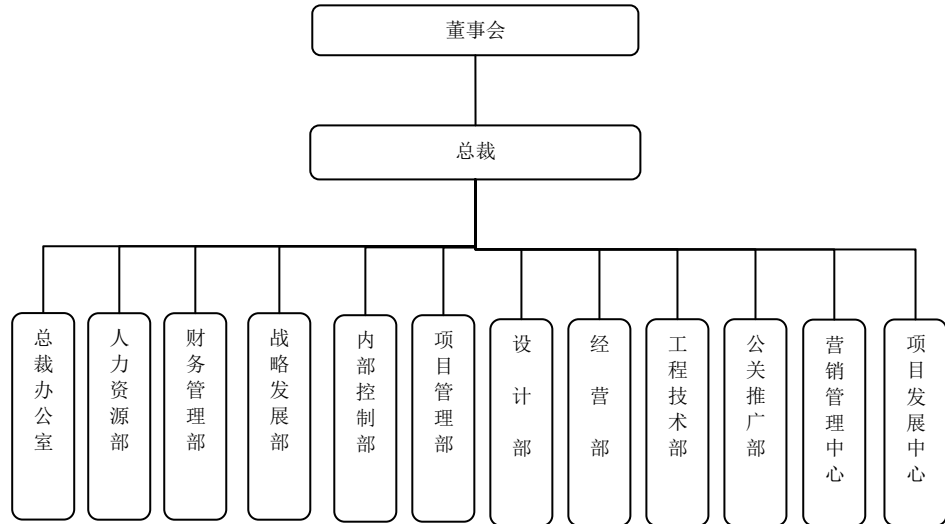 董事会
总裁
总裁办公室
人力资源部
财务管理部
战略发展部
内部控制部
项目管理部
设计部
经营部
工程技术部
公关推广部
营销管理中心
项目发展中心